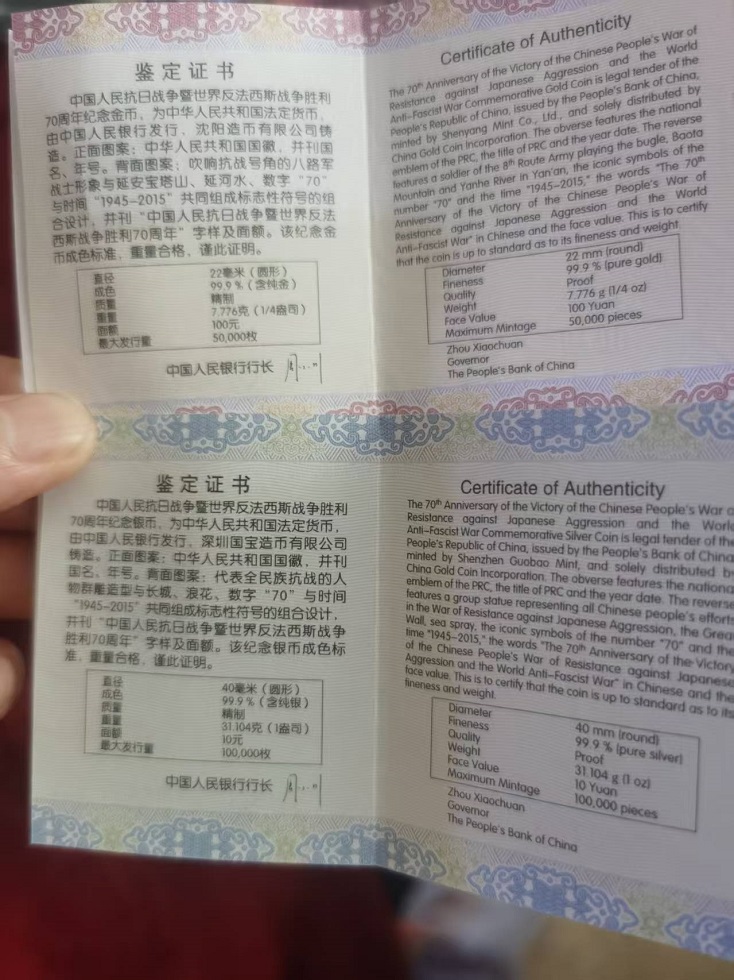 鉴定证书
中国人民抗日战争暨世界反法西斯战争胜利
70周年纪念金币，为中华人民共和国法定货币，
由中国人民银行发行，沈阳造币有限公司铸
造。正面图案：中华人民共和国国徽，并刊国
名、年号。背面图案：吹响抗战号角的八路军
战士形象与延安宝塔山、延河水、数字“70”
与时间“1945-2015”共同组成标志性符号的组
合设计，并刊“中国人民抗日战争暨世界反法
西斯战争胜利70周年”字样及面额。该纪念金
币成色标准，重量合格，谨此证明。
直径 22毫米（圆形）
成色 99.9%（含纯金）
质量 精制
重量 7.776克（1/4盎司）
面额 100元
最大发行量 50,000枚
中国人民银行行长
Certificate of Authenticity
The 70th Anniversary of the Victory of the Chinese People's War of
Resistance against Japanese Aggression and the World
Anti-Fascist War Commemorative Gold Coin is legal tender of the
People's Republic of China, issued by the People's Bank of China,
minted by Shenyang Mint Co., Ltd., and solely distributed by
China Gold Coin Incorporation. The obverse features the national
emblem of the PRC, the title of PRC and the year date. The reverse
features a soldier of the 8th Route Army playing the bugle, Baota
Mountain and Yanhe River in Yan'an, the iconic symbols of the
number "70" and the time "1945-2015," the words "The 70th
Anniversary of the Victory of the Chinese People's War of
Resistance against Japanese Aggression and the World
Anti-Fascist War" in Chinese and the face value. This is to certify
that the coin is up to standard as to its fineness and weight.
Diameter 22 mm (round)
Fineness 99.9 % (pure gold)
Quality Proof
Weight 7.776 g (1/4 oz)
Face Value 100 Yuan
Maximum Mintage 50,000 pieces
Zhou Xiaochuan
Governor
The People's Bank of China
鉴定证书
中国人民抗日战争暨世界反法西斯战争胜利
70周年纪念银币，为中华人民共和国法定货币，
由中国人民银行发行，深圳国宝造币有限公司
铸造。正面图案：中华人民共和国国徽，并刊
国名、年号。背面图案：代表全民族抗战的人
物群雕造型与长城、浪花、数字“70”与时间
“1945-2015”共同组成标志性符号的组合设计，
并刊“中国人民抗日战争暨世界反法西斯战争
胜利70周年”字样及面额。该纪念银币成色标
准，重量合格，谨此证明。
直径 40毫米（圆形）
成色 99.9%（含纯银）
质量 精制
重量 31.104克（1盎司）
面额 10元
最大发行量 100,000枚
中国人民银行行长
Certificate of Authenticity
The 70th Anniversary of the Victory of the Chinese People's War
Resistance against Japanese Aggression and the
Anti-Fascist War Commemorative Silver Coin is legal tender of the
People's Republic of China, issued by the People's Bank of China
minted by Shenzhen Guobao Mint, and solely distributed
China Gold Coin Incorporation. The obverse features the
emblem of the PRC, the title of PRC and the year date. The reverse
features a group statue representing all Chinese people's efforts
in the War of Resistance against Japanese Aggression, the Great
Wall, sea spray, the iconic symbols of the number "70" and the
time "1945-2015," the words "The 70th Anniversary of the Victory
of the Chinese People's War of Resistance against Japanese
Aggression and the World Anti-Fascist War" in Chinese and the
face value. This is to certify that the coin is up to standard as to its
fineness and weight.
Diameter 40 mm (round)
Fineness 99.9 % (pure silver)
Quality Proof
Weight 31.104 g (1 oz)
Face Value 10 Yuan
Maximum Mintage 100,000 pieces
Zhou Xiaochuan
Governor
The People's Bank of China